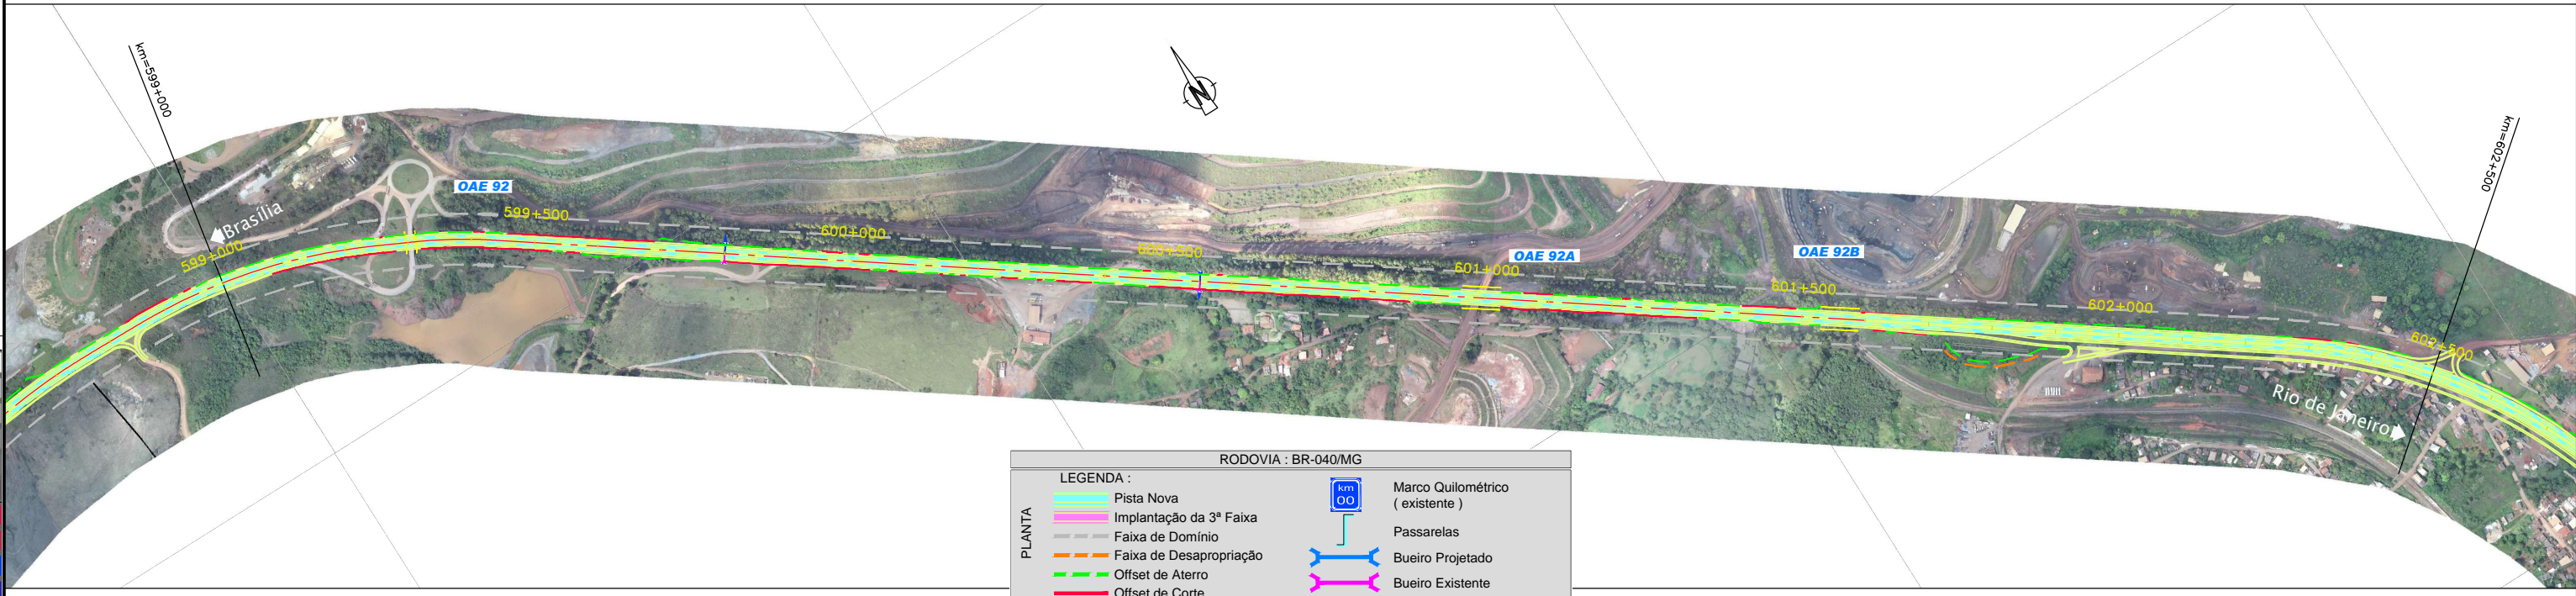 km=599+000
km=602+500
N
OAE 92
Brasília
599+000
599+500
600+000
600+500
OAE 92A
601+000
OAE 92B
601+500
602+000
602+500
Rio de Janeiro
RODOVIA : BR-040/MG
LEGENDA :
PLANTA
Pista Nova
Implantação da 3ª Faixa
Faixa de Domínio
Faixa de Desapropriação
Offset de Aterro
Offset de Corte
km
00
Marco Quilométrico
( existente )
Passarelas
Bueiro Projetado
Bueiro Existente